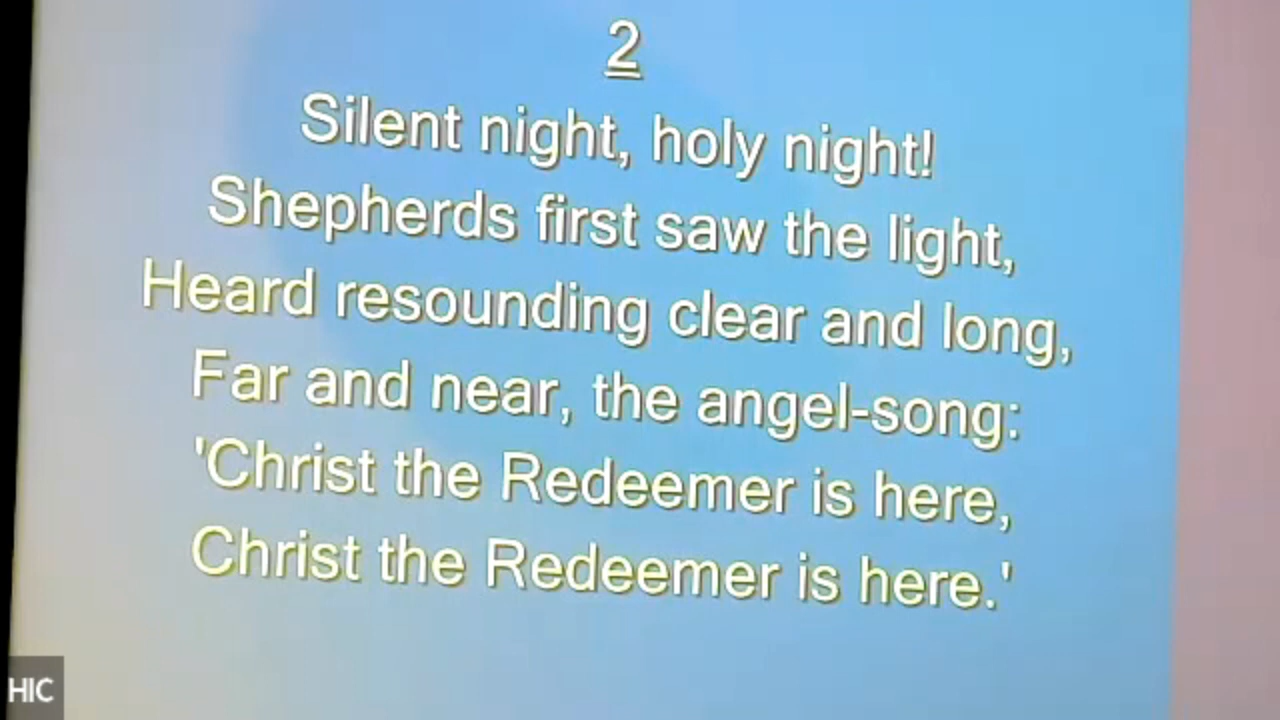 2
Silent night, holy night!
Shepherds first saw the light,
Heard resounding clear and long,
Far and near, the angel-song:
'Christ the Redeemer is here,
Christ the Redeemer is here.'
HIC